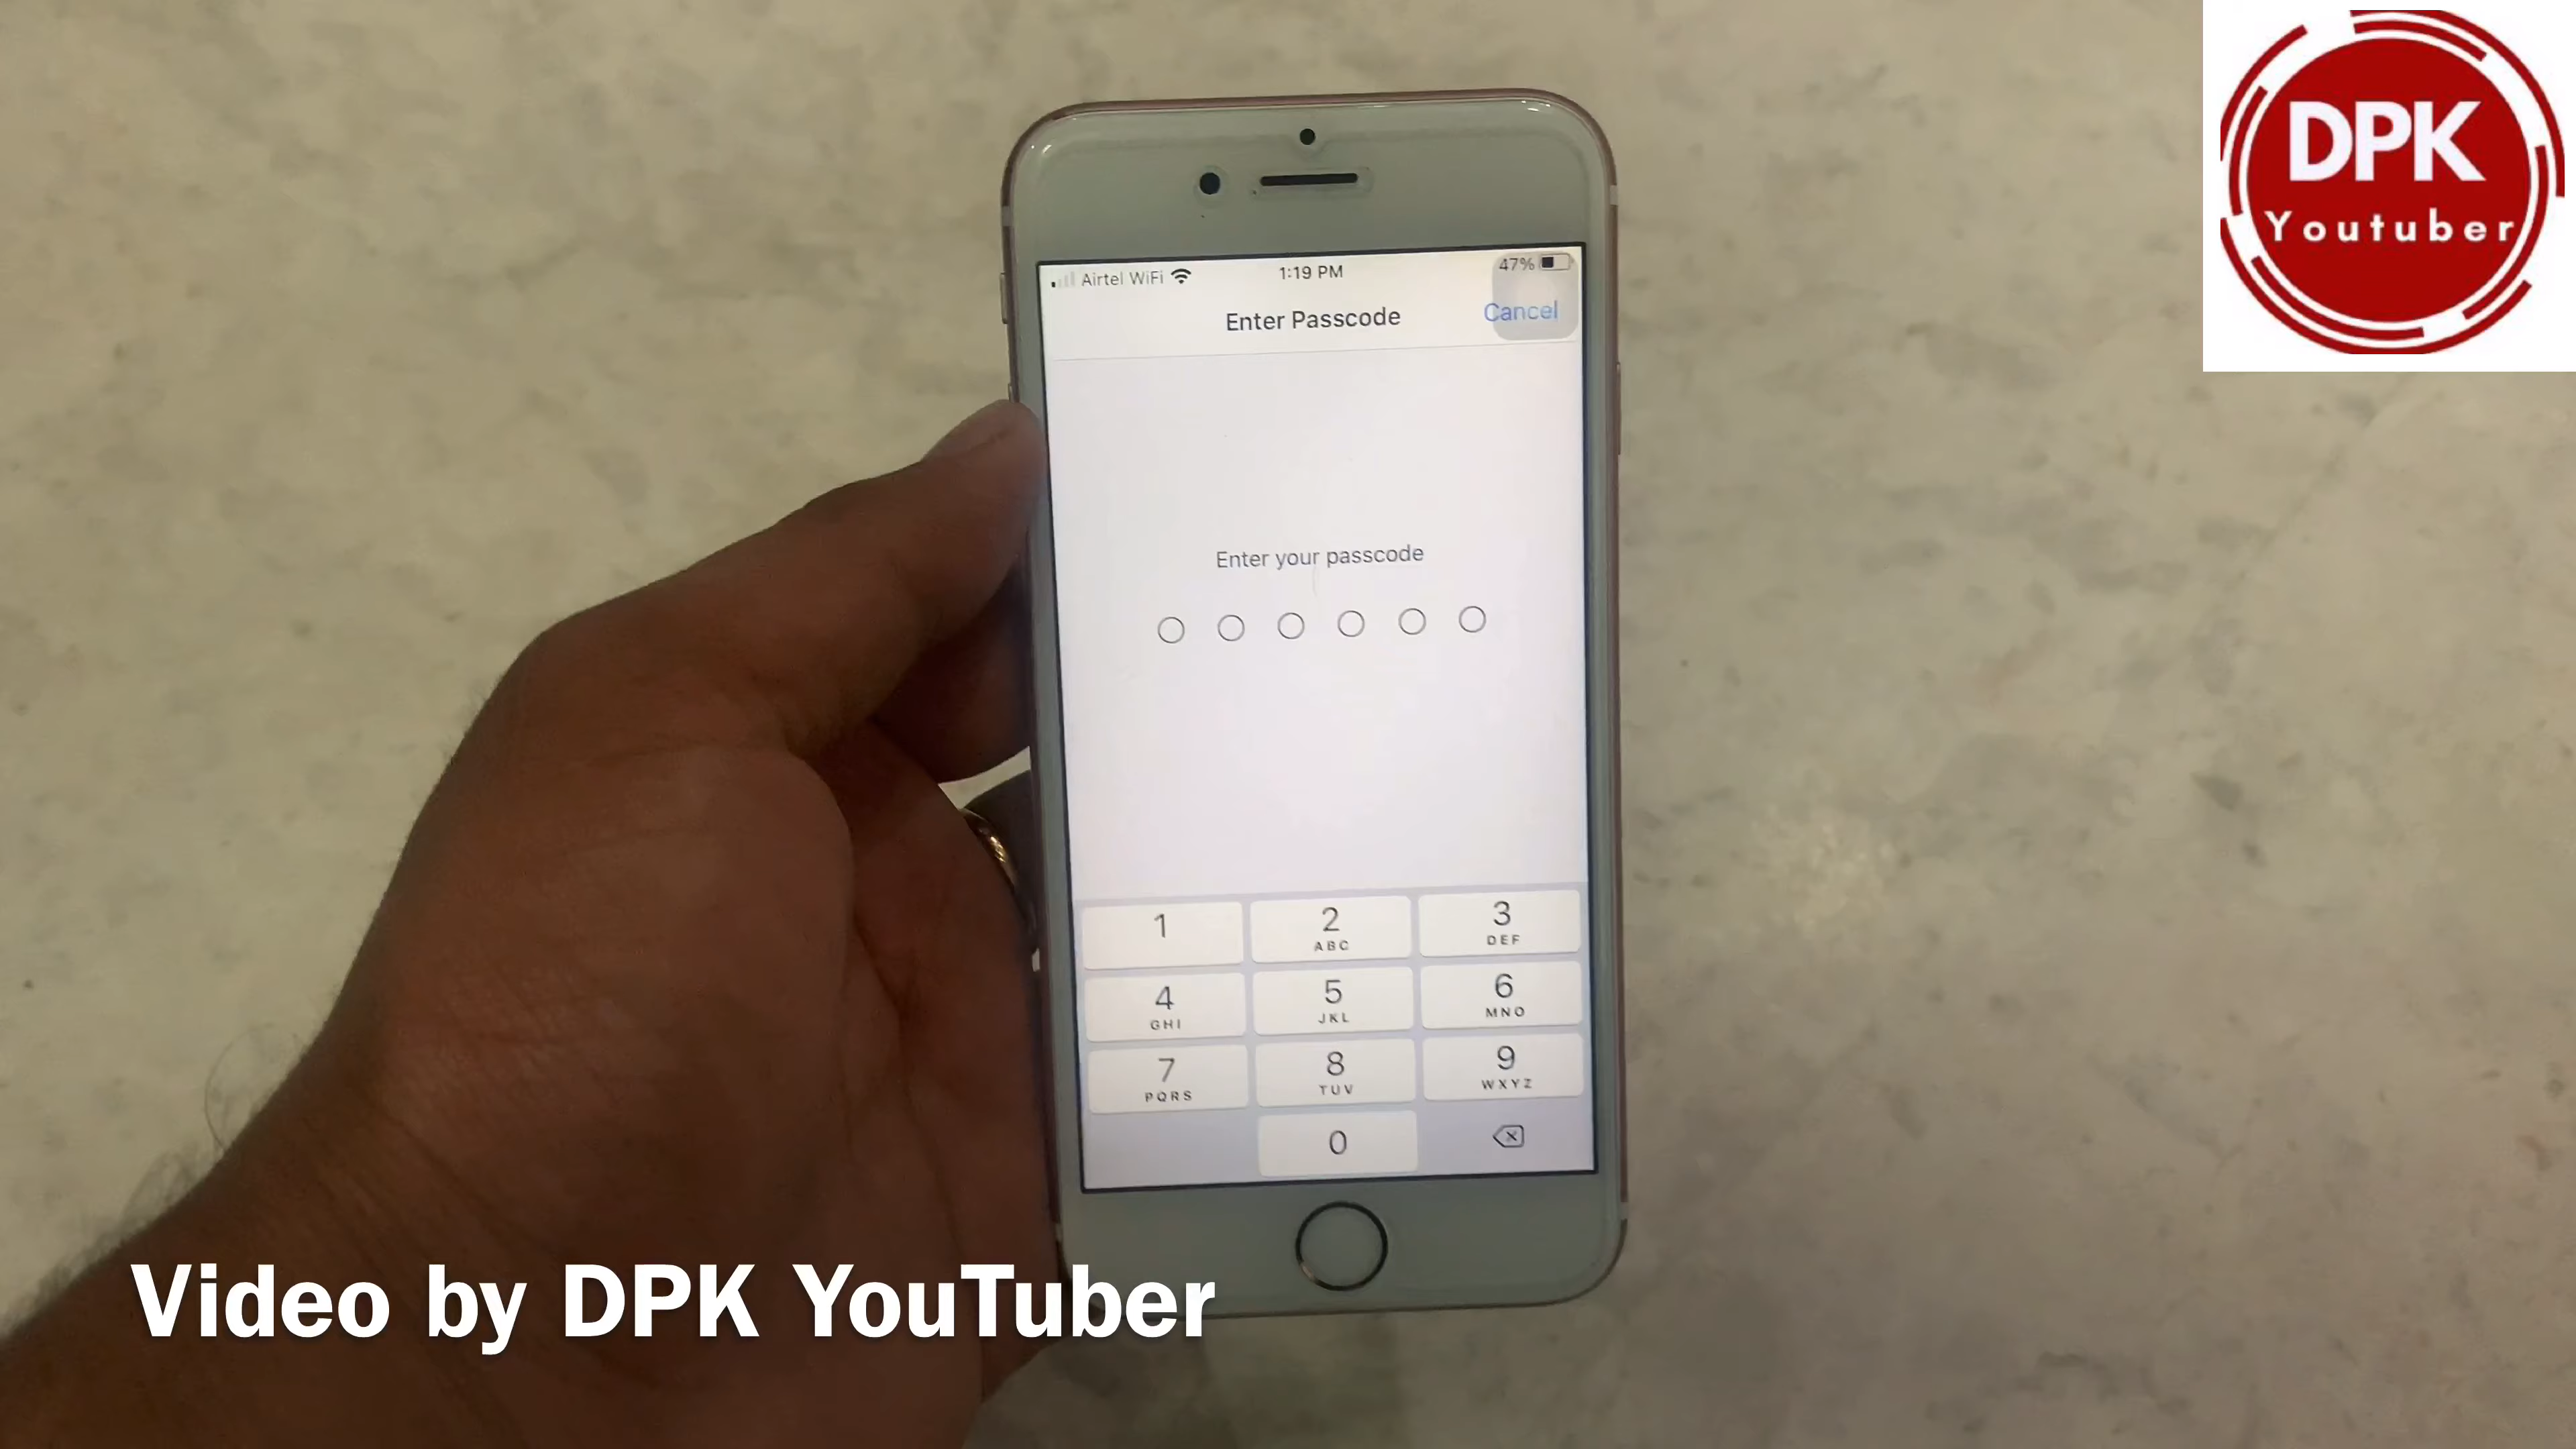 DPK
Youtuber
Airtel WiFi 1:19 PM 47%
Enter Passcode Cancel
Enter your passcode
1 2 3
ABC DEF
4 5 6
GHI JKL MNO
7 8 9
PQRS TUV WXYZ
0
Video by DPK YouTuber